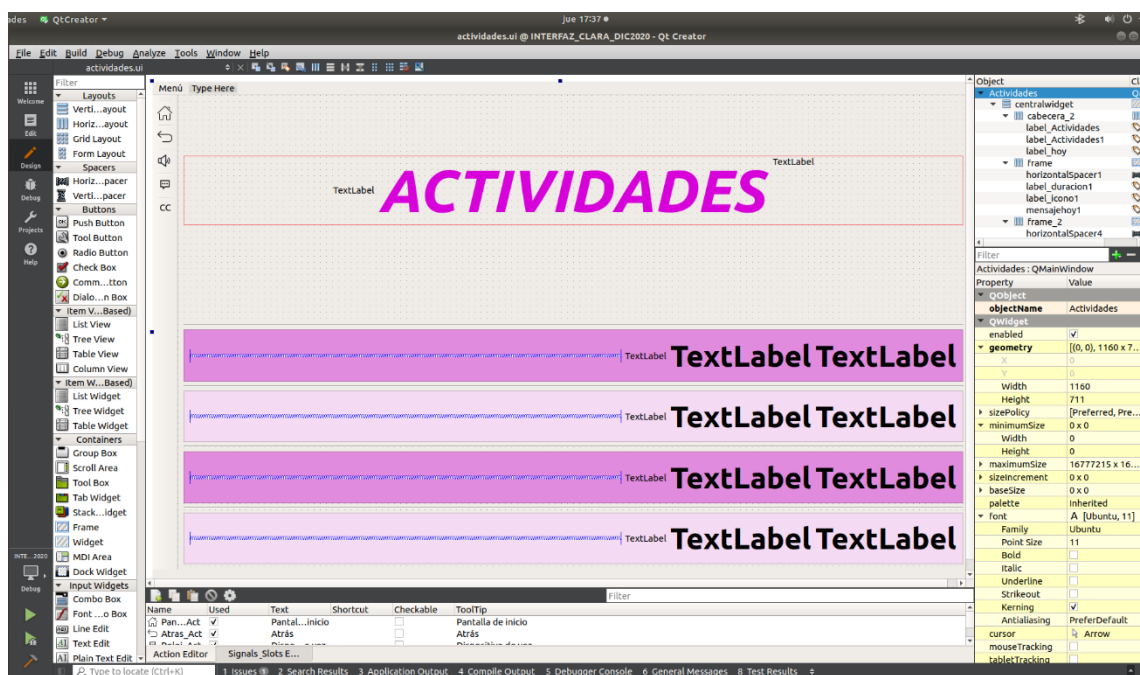 ades QtCreator jue 17:37
actividades.ui @ INTERFAZ_CLARA_DIC2020 - Qt Creator
File Edit Build Debug Analyze Tools Window Help
actividades.ui
Welcome
Edit
Design
Debug
Projects
Help
INTE...2020
Debug
Filter
Layouts
Verti...ayout
Horiz...ayout
Grid Layout
Form Layout
Spacers
Horiz...pacer
Verti...pacer
Buttons
Push Button
Tool Button
Radio Button
Check Box
Comm...tton
Dialo...n Box
Item V...Based)
List View
Tree View
Table View
Column View
Item W...Based)
List Widget
Tree Widget
Table Widget
Containers
Group Box
Scroll Area
Tool Box
Tab Widget
Stack...idget
Frame
Widget
MDI Area
Dock Widget
Input Widgets
Combo Box
Font ...o Box
Line Edit
Text Edit
Plain Text Edit
Menú Type Here
CC
TextLabel
TextLabel ACTIVIDADES
TextLabel TextLabel TextLabel
TextLabel TextLabel TextLabel
TextLabel TextLabel TextLabel
TextLabel TextLabel TextLabel
Filter
Name Used Text Shortcut Checkable ToolTip
Pan...Act Pantal...inicio Pantalla de inicio
Atras_Act Atrás Atrás
Action Editor Signals_Slots E...
Object Cl
Actividades Q
centralwidget
cabecera_2
label_Actividades
label_Actividades1
label_hoy
frame
horizontalSpacer1
label_duracion1
label_icono1
mensajehoy1
frame_2
horizontalSpacer4
Filter
Actividades : QMainWindow
Property Value
QObject
objectName Actividades
QWidget
enabled
geometry [(0, 0), 1160 x 7...
X 0
Y 0
Width 1160
Height 711
sizePolicy [Preferred, Pre...
minimumSize 0 x 0
Width 0
Height 0
maximumSize 16777215 x 16...
sizeIncrement 0 x 0
baseSize 0 x 0
palette Inherited
font A [Ubuntu, 11]
Family Ubuntu
Point Size 11
Bold
Italic
Underline
Strikeout
Kerning
Antialiasing PreferDefault
cursor Arrow
mouseTracking
tabletTracking
Type to locate (Ctrl+K) 1 Issues 1 2 Search Results 3 Application Output 4 Compile Output 5 Debugger Console 6 General Messages 8 Test Results